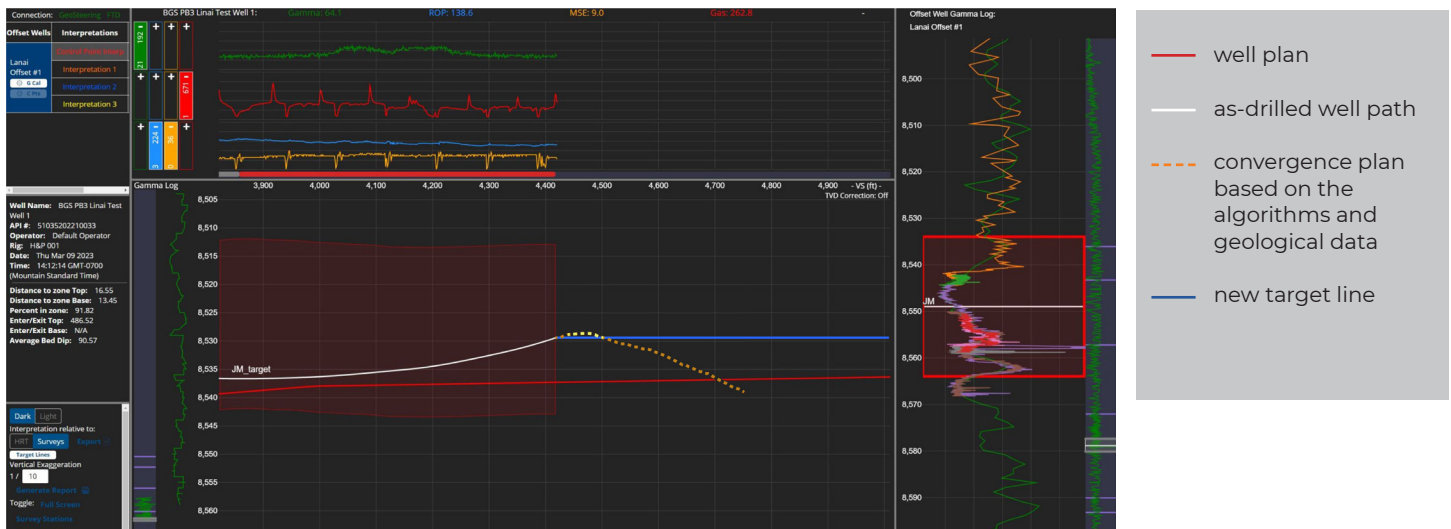 Connection: GeoSteering FTD
BGS PB3 Linai Test Well 1:
Gamma: 64.1
ROP: 138.6
MSE: 9.0
Gas: 262.8
-
Offset Well Gamma Log:
Lanai Offset #1
Offset Wells
Interpretations
Lanai
Offset #1
G Cal
Interpretation 1
Interpretation 2
Interpretation 3
21 192
1 671
3 224
0 36
Gamma Log
3,900 4,000 4,100 4,200 4,300 4,400 4,500 4,600 4,700 4,800 4,900 - VS (ft) -
TVD Correction: Off
8,505
8,510
8,515
8,520
8,525
8,530
8,535
8,540
8,545
8,550
8,555
8,560
JM_target
Well Name: BGS PB3 Linai Test
Well 1
API #: 51035202210033
Operator: Default Operator
Rig: H&P 001
Date: Thu Mar 09 2023
Time: 14:12:14 GMT-0700
(Mountain Standard Time)
Distance to zone Top: 16.55
Distance to zone Base: 13.45
Percent in zone: 91.82
Enter/Exit Top: 486.52
Enter/Exit Base: N/A
Average Bed Dip: 90.57
Dark Light
Interpretation relative to:
HRT Surveys Export
Target Lines
Vertical Exaggeration
1 / 10
Generate Report
Toggle: Full Screen
Survey Stations
8,500
8,510
8,520
8,530
8,540
8,550
8,560
8,570
8,580
8,590
JM
well plan
as-drilled well path
convergence plan
based on the
algorithms and
geological data
new target line